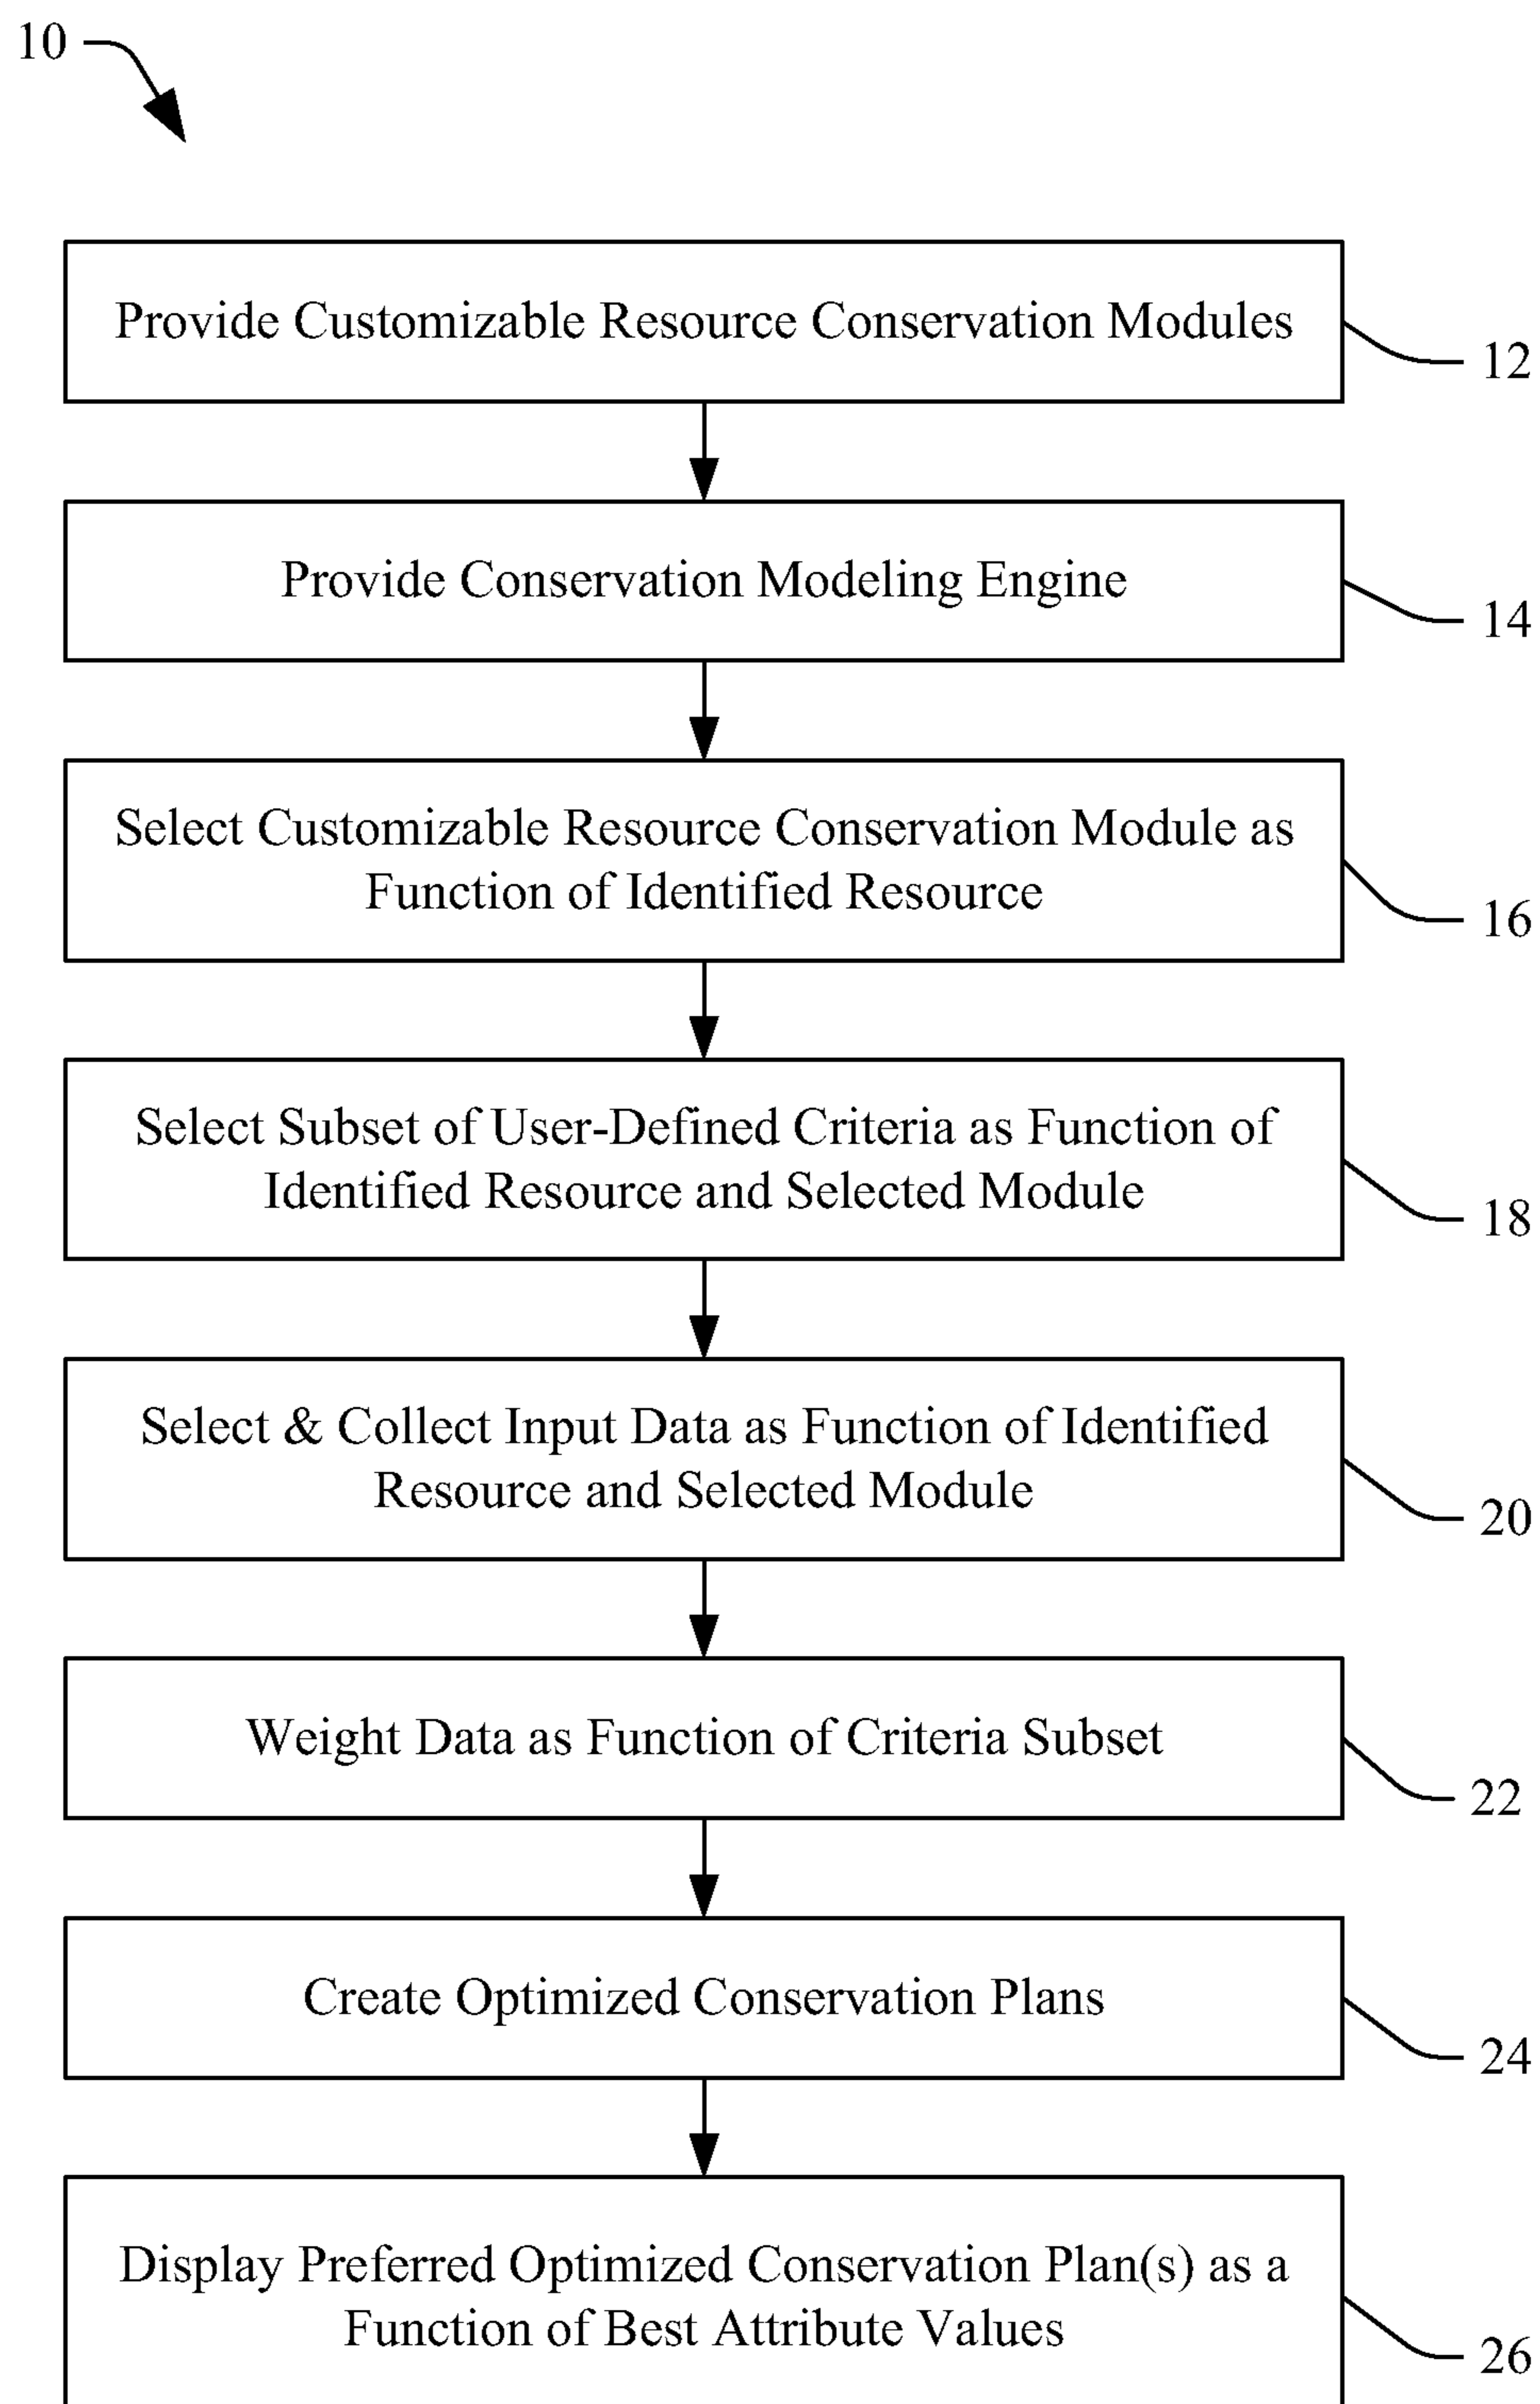 10
Provide Customizable Resource Conservation Modules
12
Provide Conservation Modeling Engine
14
Select Customizable Resource Conservation Module as
Function of Identified Resource
16
Select Subset of User-Defined Criteria as Function of
Identified Resource and Selected Module
18
Select & Collect Input Data as Function of Identified
Resource and Selected Module
20
Weight Data as Function of Criteria Subset
22
Create Optimized Conservation Plans
24
Display Preferred Optimized Conservation Plan(s) as a
Function of Best Attribute Values
26